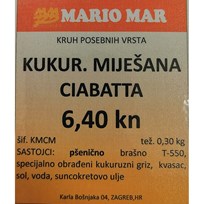 MARIO MAR
KRUH POSEBNIH VRSTA
KUKUR. MIJEŠANA
CIABATTA
6,40 kn
šif. KMCM tež. 0,30 kg
SASTOJCI: pšenično brašno T-550,
specijalno obrađeni kukuruzni griz, kvasac,
sol, voda, suncokretovo ulje
Karla Bošnjaka 04, ZAGREB,HR